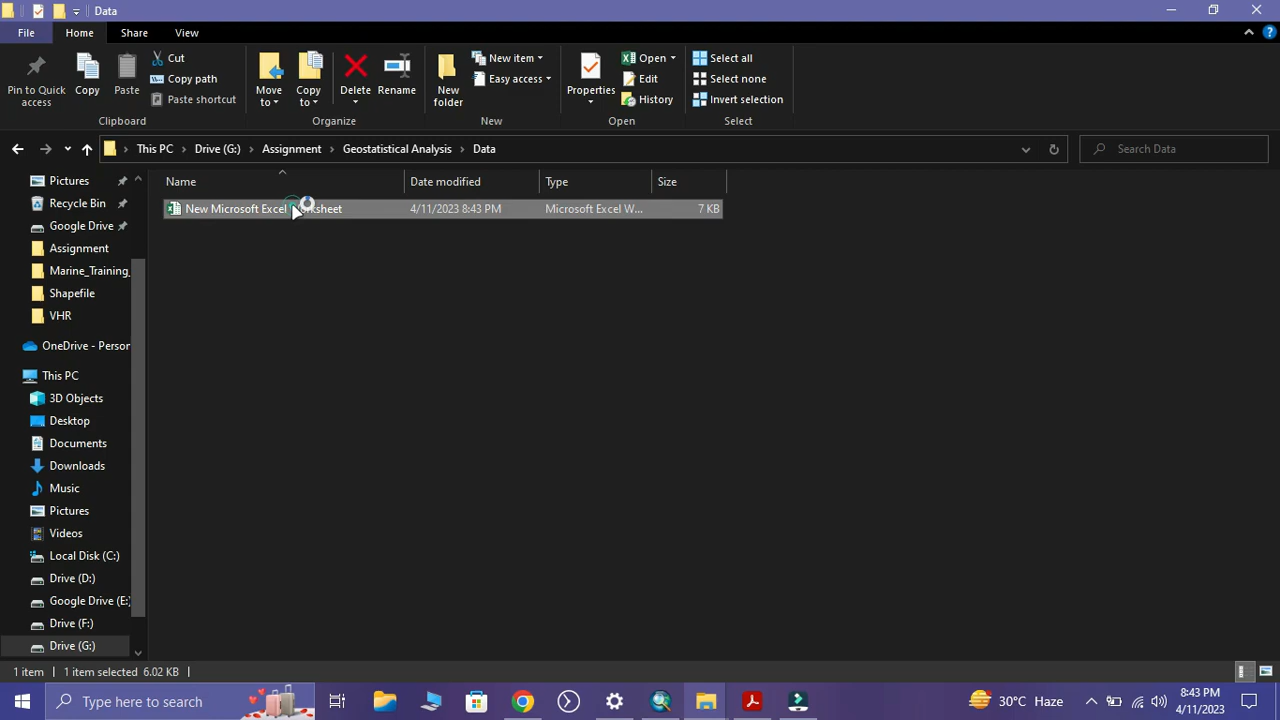 Data
File Home Share View
Pin to Quick access
Copy
Paste
Cut
Copy path
Paste shortcut
Clipboard
Move to
Copy to
Delete
Rename
Organize
New folder
New item
Easy access
New
Properties
Open
Edit
History
Open
Select all
Select none
Invert selection
Select
This PC > Drive (G:) > Assignment > Geostatistical Analysis > Data
Search Data
Name Date modified Type Size
New Microsoft Excel Worksheet 4/11/2023 8:43 PM Microsoft Excel W... 7 KB
Pictures
Recycle Bin
Google Drive
Assignment
Marine_Training_
Shapefile
VHR
OneDrive - Person
This PC
3D Objects
Desktop
Documents
Downloads
Music
Pictures
Videos
Local Disk (C:)
Drive (D:)
Google Drive (E:)
Drive (F:)
Drive (G:)
1 item 1 item selected 6.02 KB
Type here to search
30°C Haze
8:43 PM
4/11/2023